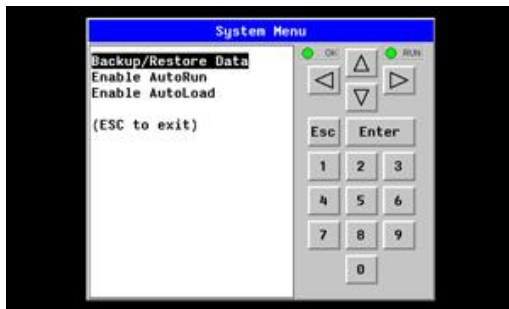 System Menu
Backup/Restore Data
Enable AutoRun
Enable AutoLoad
(ESC to exit)
OK
RUN
Esc
Enter
1 2 3
4 5 6
7 8 9
0